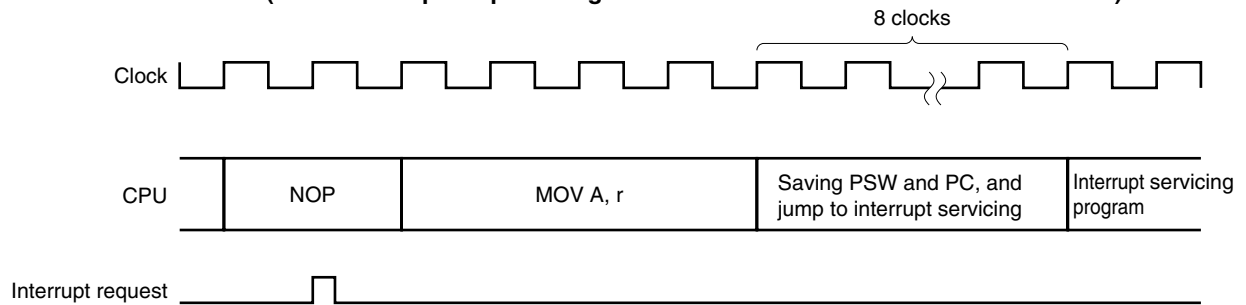 8 clocks
Clock
CPU
NOP
MOV A, r
Saving PSW and PC, and
jump to interrupt servicing
Interrupt servicing
program
Interrupt request